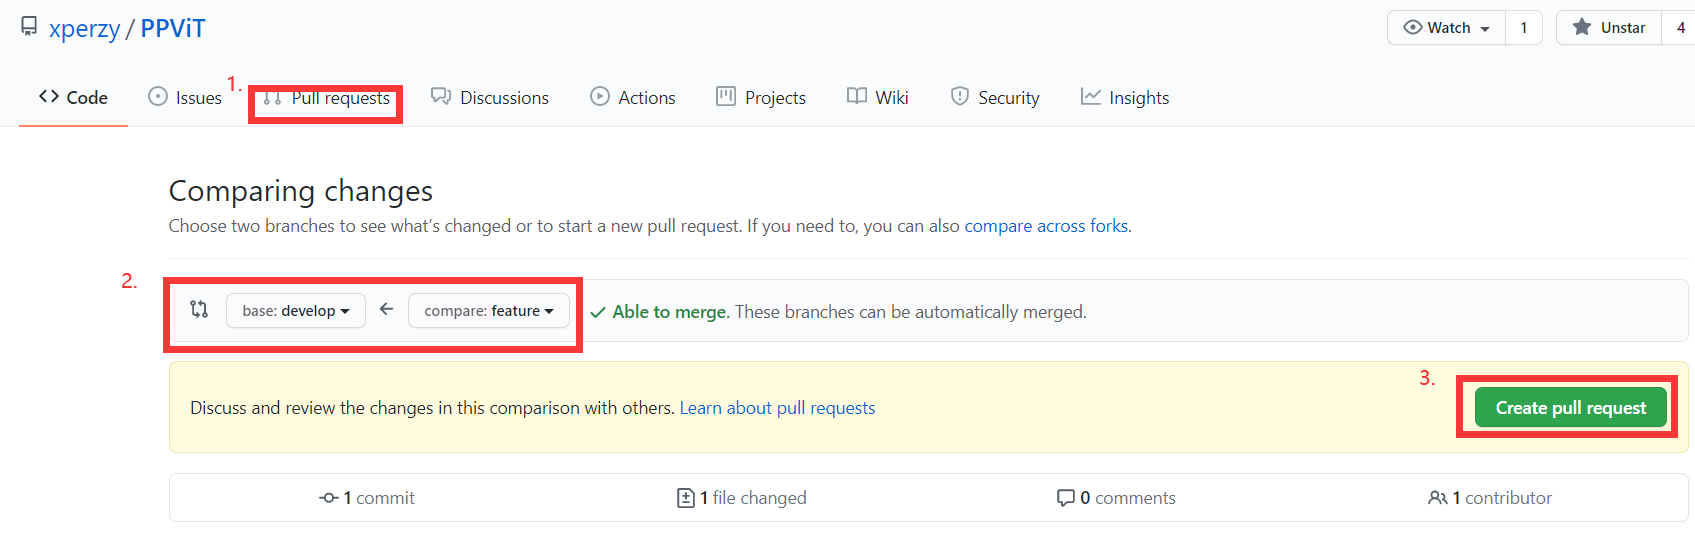 xperzy / PPViT
Watch 1 Unstar 4
Code Issues 1. Pull requests Discussions Actions Projects Wiki Security Insights
Comparing changes
Choose two branches to see what's changed or to start a new pull request. If you need to, you can also compare across forks.
2.
base: develop compare: feature Able to merge. These branches can be automatically merged.
3.
Discuss and review the changes in this comparison with others. Learn about pull requests Create pull request
1 commit 1 file changed 0 comments 1 contributor